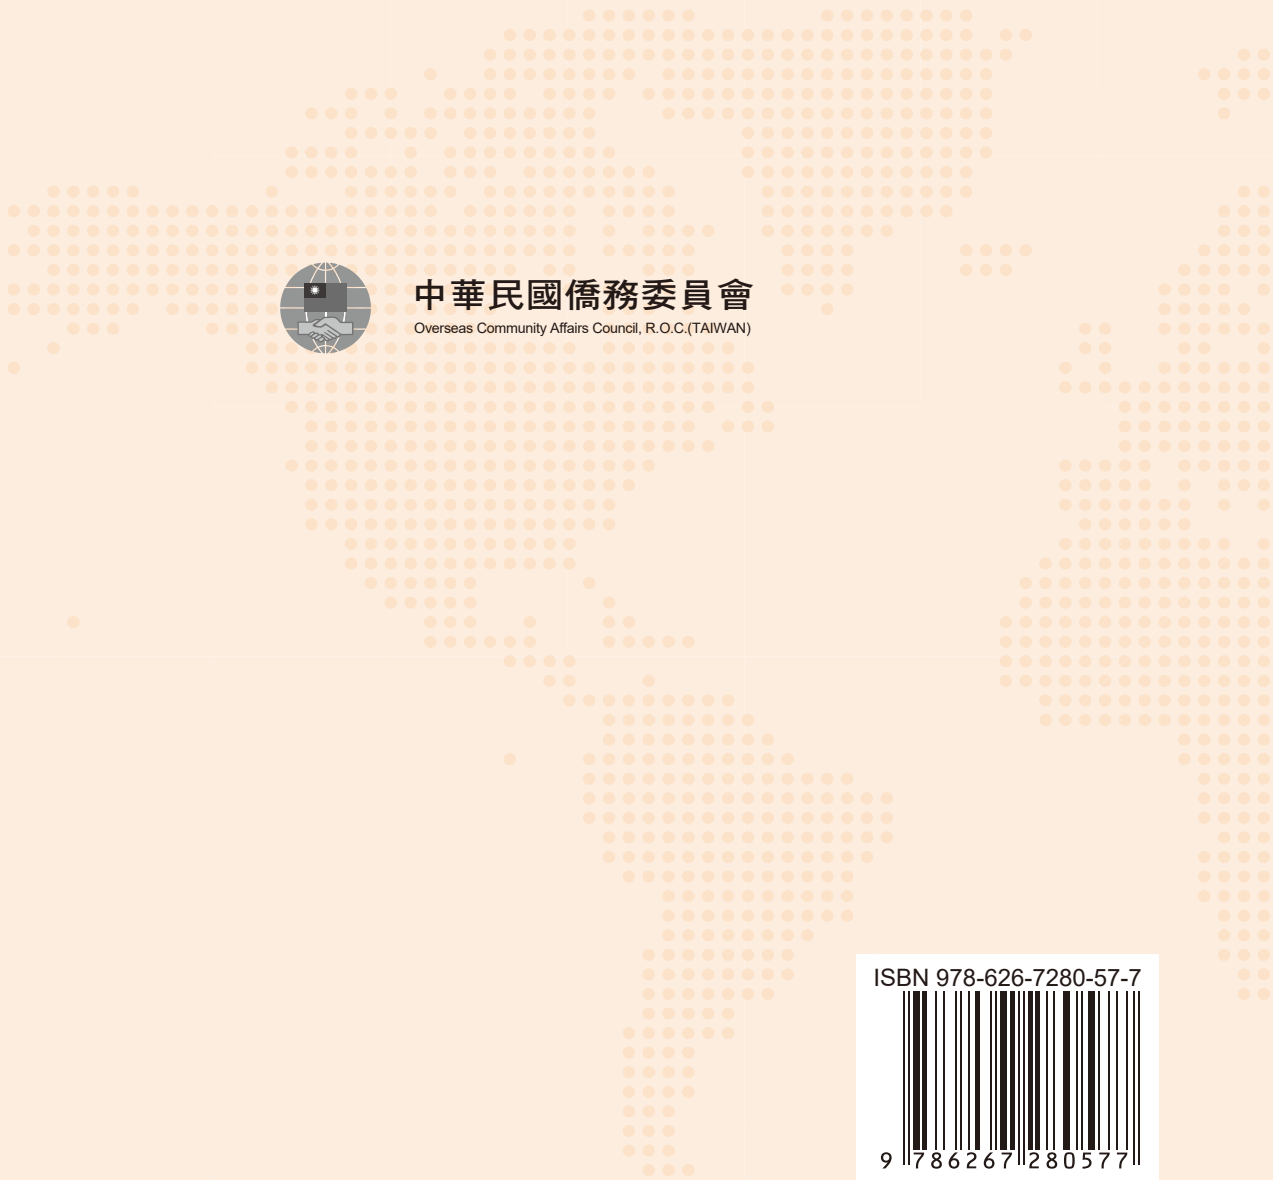 中華民國僑務委員會
Overseas Community Affairs Council, R.O.C.(TAIWAN)
ISBN 978-626-7280-57-7
9 786267 280577